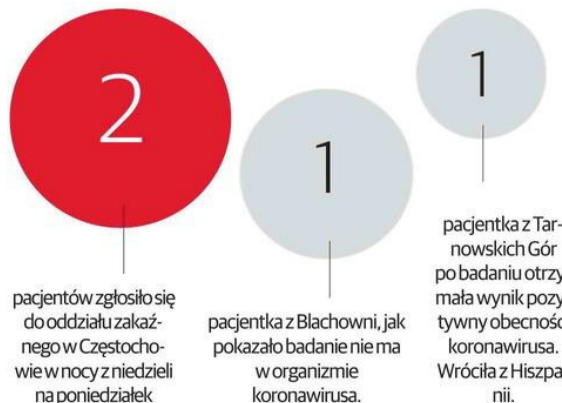 2
pacjentów zgłosiło się
do oddziału zakaź-
nego w Częstocho-
wie w nocy z niedzieli
na poniedziałek
1
pacjentka z Blachowni, jak
pokazało badanie nie ma
w organizmie
koronawirusa.
1
pacjentka z Tar-
nowskich Gór
po badaniu otrzy-
mała wynik pozy-
tywny obecność
koronawirusa.
Wróciła z Hiszpa-
nii.